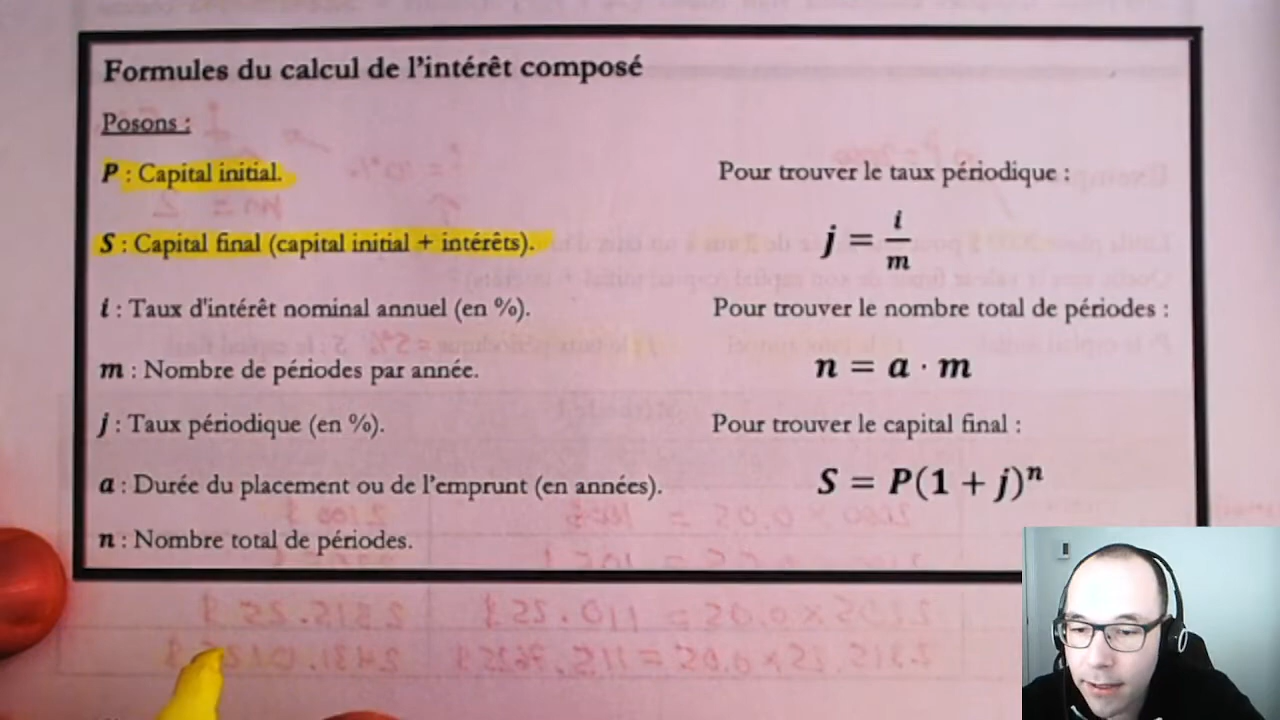 Formules du calcul de l'intérêt composé
Posons :
P : Capital initial.
S : Capital final (capital initial + intérêts).
i : Taux d'intérêt nominal annuel (en %).
m : Nombre de périodes par année.
j : Taux périodique (en %).
a : Durée du placement ou de l'emprunt (en années).
n : Nombre total de périodes.
Pour trouver le taux périodique :
j = i/m
Pour trouver le nombre total de périodes :
n = a · m
Pour trouver le capital final :
S = P(1 + j)ⁿ